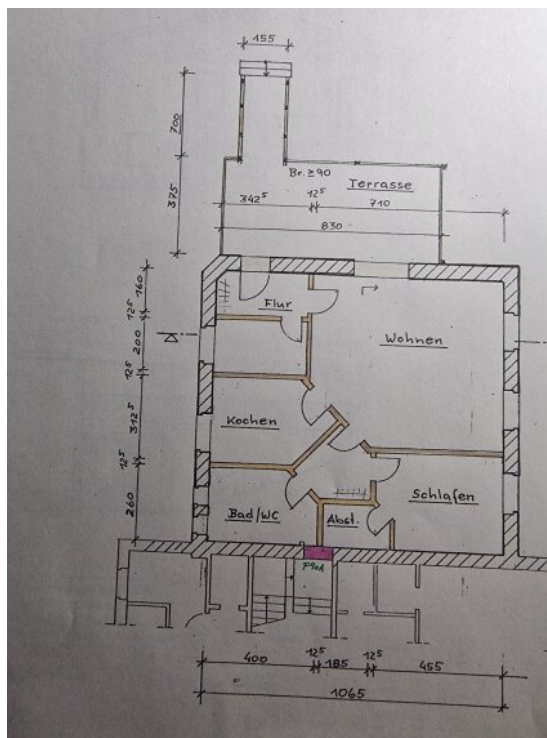 155
700
Br. ≥ 90
Terrasse
375
342⁵
12⁵
710
830
160
Flur
12⁵
200
Wohnen
12⁵
Kochen
312⁵
12⁵
Schlafen
260
Bad/WC
Abst.
F90A
12⁵
12⁵
400
185
455
1065